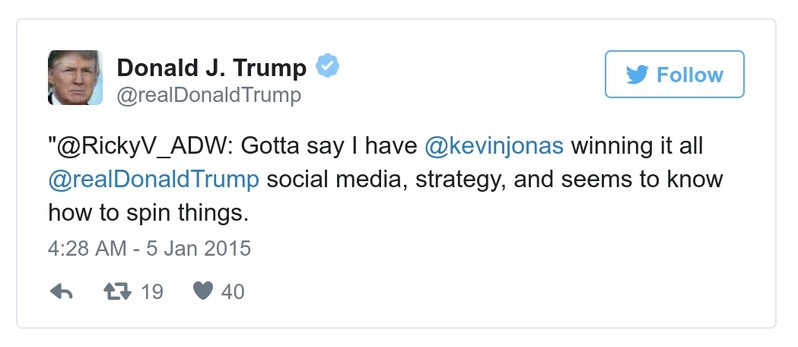 Donald J. Trump
@realDonaldTrump
Follow
"@RickyV_ADW: Gotta say I have @kevinjonas winning it all
@realDonaldTrump social media, strategy, and seems to know
how to spin things.
4:28 AM - 5 Jan 2015
19 40